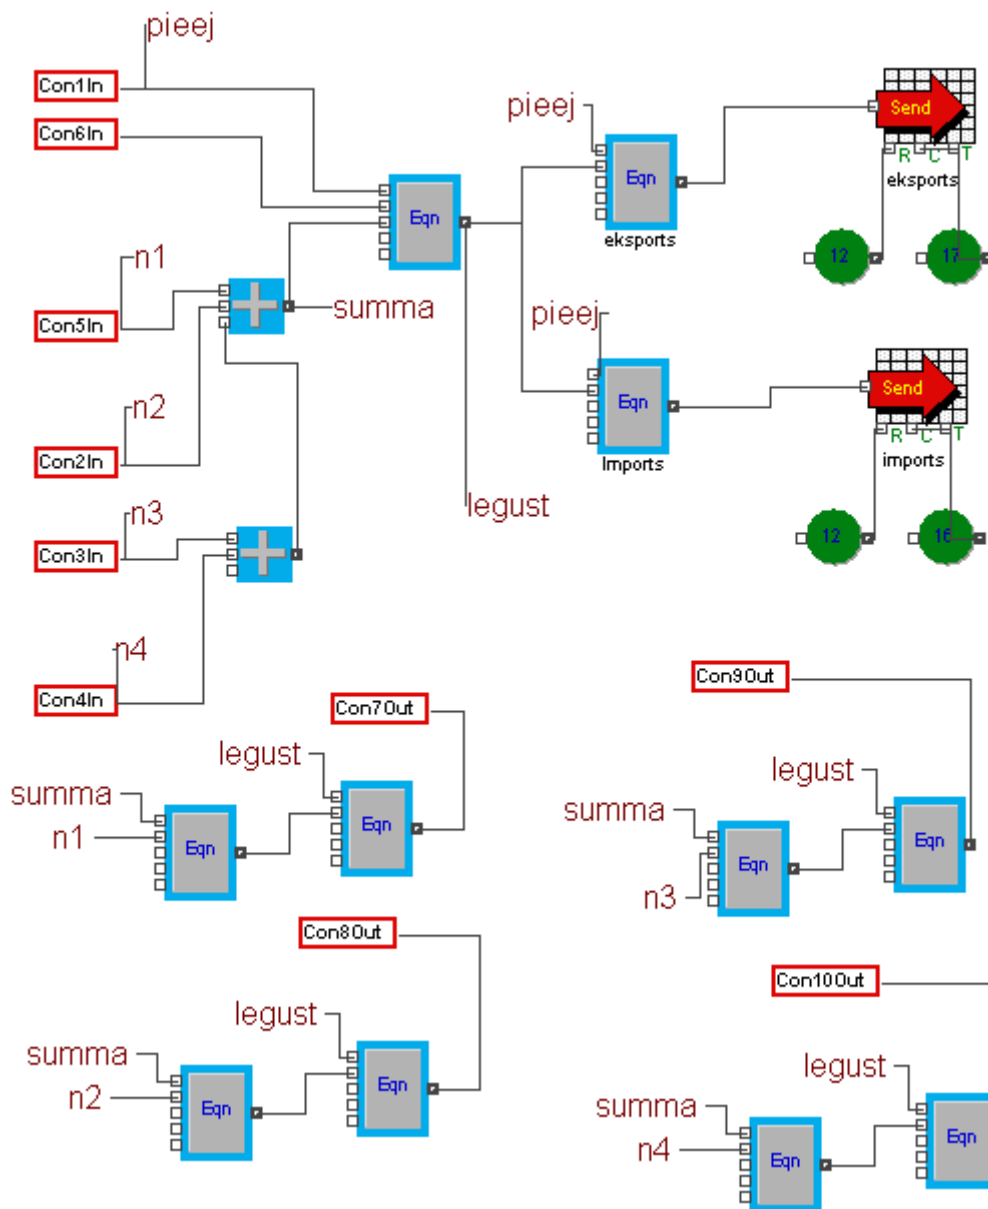 pieej
Con1In
Con6In
n1
Con5In
n2
Con2In
n3
Con3In
n4
Con4In
summa
Eqn
legust
pieej
Eqn
eksports
pieej
Eqn
Imports
Send
R C T
eksports
12 17
Send
R C T
imports
12 16
Con7Out
legust
summa
n1
Eqn
Eqn
Con9Out
legust
summa
n3
Eqn
Eqn
Con8Out
legust
summa
n2
Eqn
Eqn
Con10Out
legust
summa
n4
Eqn
Eqn